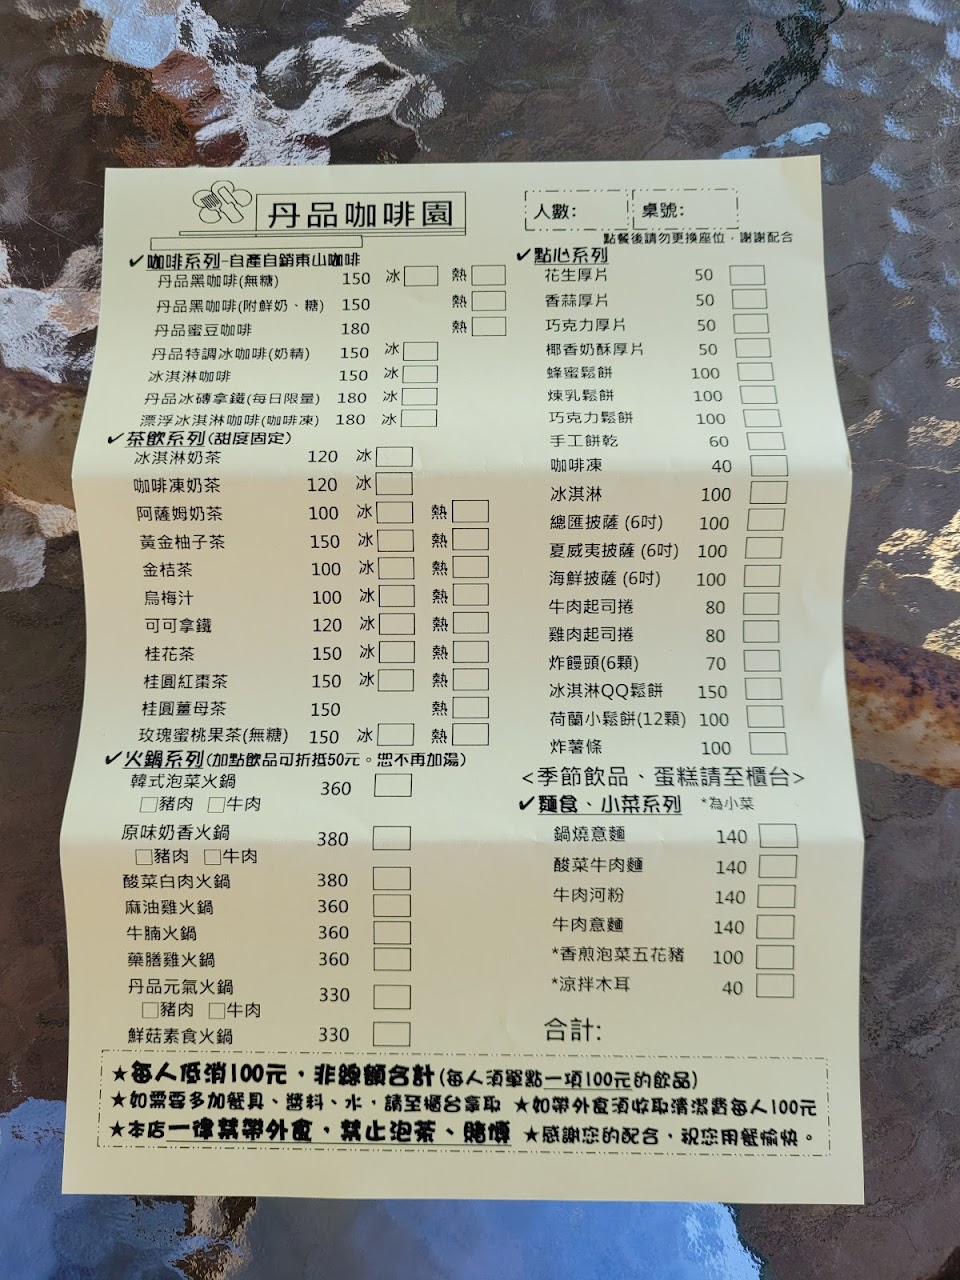 丹品咖啡園
人數:
桌號:
點餐後請勿更換座位，謝謝配合
✓咖啡系列-自產自銷東山咖啡
丹品黑咖啡(無糖) 150 冰 熱
丹品黑咖啡(附鮮奶、糖) 150 熱
丹品蜜豆咖啡 180 熱
丹品特調冰咖啡(奶精) 150 冰
冰淇淋咖啡 150 冰
丹品冰磚拿鐵(每日限量) 180 冰
漂浮冰淇淋咖啡(咖啡凍) 180 冰
✓茶飲系列(甜度固定)
冰淇淋奶茶 120 冰
咖啡凍奶茶 120 冰
阿薩姆奶茶 100 冰 熱
黃金柚子茶 150 冰 熱
金桔茶 100 冰 熱
烏梅汁 100 冰 熱
可可拿鐵 120 冰 熱
桂花茶 150 冰 熱
桂圓紅棗茶 150 冰 熱
桂圓薑母茶 150 熱
玫瑰蜜桃果茶(無糖) 150 冰 熱
✓火鍋系列(加點飲品可折抵50元。恕不再加湯)
韓式泡菜火鍋 360
□豬肉 □牛肉
原味奶香火鍋 380
□豬肉 □牛肉
酸菜白肉火鍋 380
麻油雞火鍋 360
牛腩火鍋 360
藥膳雞火鍋 360
丹品元氣火鍋 330
□豬肉 □牛肉
鮮菇素食火鍋 330
✓點心系列
花生厚片 50
香蒜厚片 50
巧克力厚片 50
椰香奶酥厚片 50
蜂蜜鬆餅 100
煉乳鬆餅 100
巧克力鬆餅 100
手工餅乾 60
咖啡凍 40
冰淇淋 100
總匯披薩 (6吋) 100
夏威夷披薩 (6吋) 100
海鮮披薩 (6吋) 100
牛肉起司捲 80
雞肉起司捲 80
炸饅頭(6顆) 70
冰淇淋QQ鬆餅 150
荷蘭小鬆餅(12顆) 100
炸薯條 100
<季節飲品、蛋糕請至櫃台>
✓麵食、小菜系列 *為小菜
鍋燒意麵 140
酸菜牛肉麵 140
牛肉河粉 140
牛肉意麵 140
*香煎泡菜五花豬 100
*涼拌木耳 40
合計:
★每人低消100元，非總額合計(每人須單點一項100元的飲品)
★如需要多加餐具、醬料、水，請至櫃台拿取 ★如帶外食須收取清潔費每人100元
★本店一律禁帶外食，禁止泡茶、賭博 ★感謝您的配合，祝您用餐愉快。